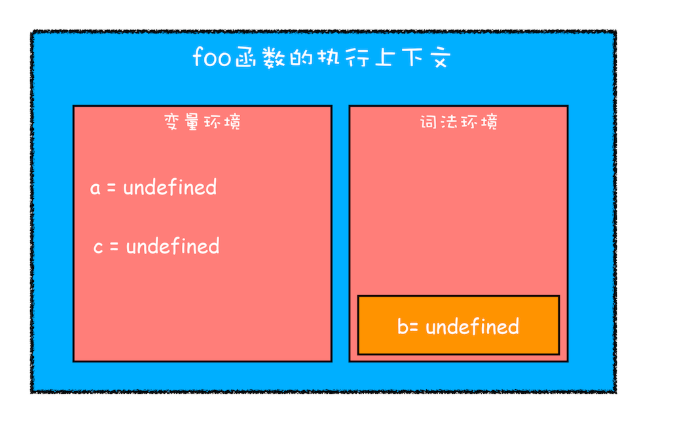 foo函数的执行上下文
变量环境
词法环境
a = undefined
c = undefined
b= undefined